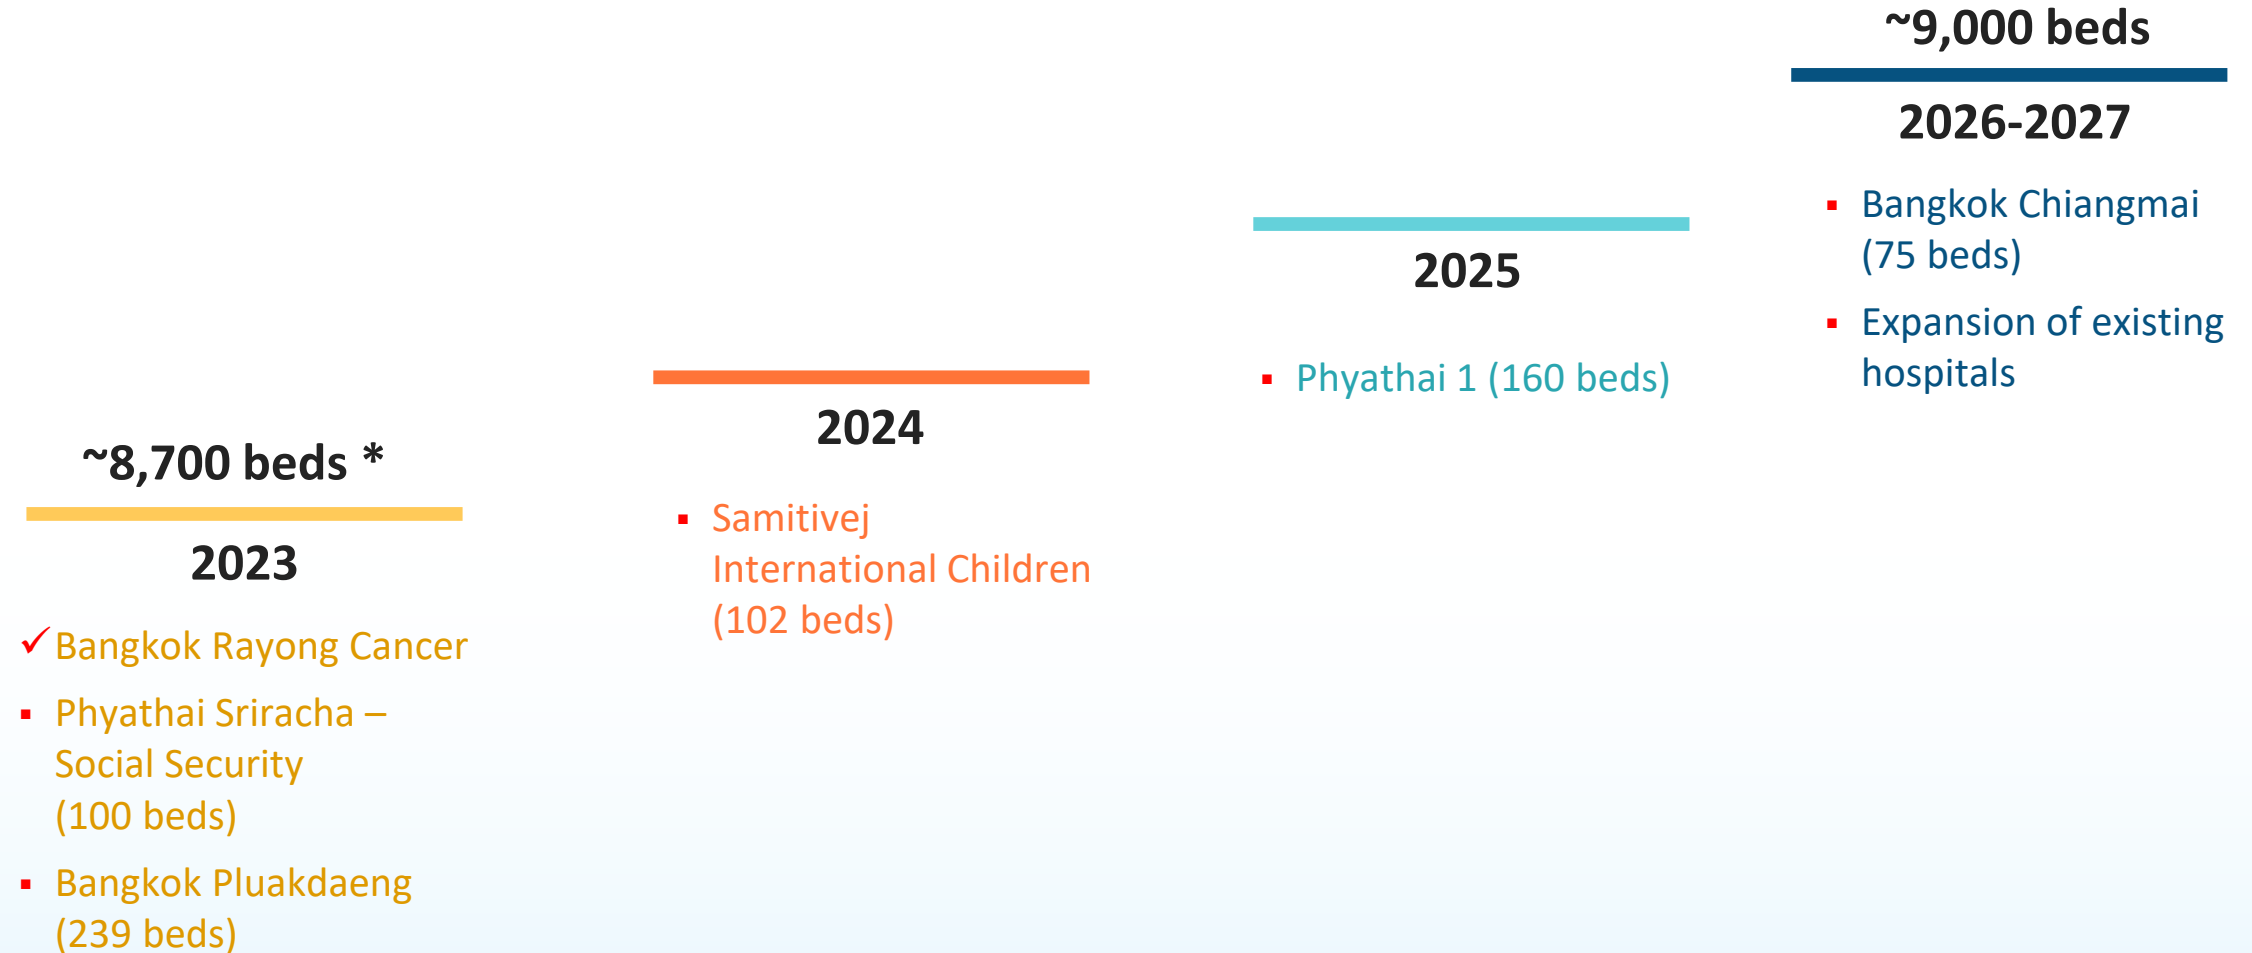 ~8,700 beds *
2023
✓Bangkok Rayong Cancer
▪ Phyathai Sriracha –
Social Security
(100 beds)
▪ Bangkok Pluakdaeng
(239 beds)
2024
▪ Samitivej
International Children
(102 beds)
2025
▪ Phyathai 1 (160 beds)
~9,000 beds
2026-2027
▪ Bangkok Chiangmai
(75 beds)
▪ Expansion of existing
hospitals